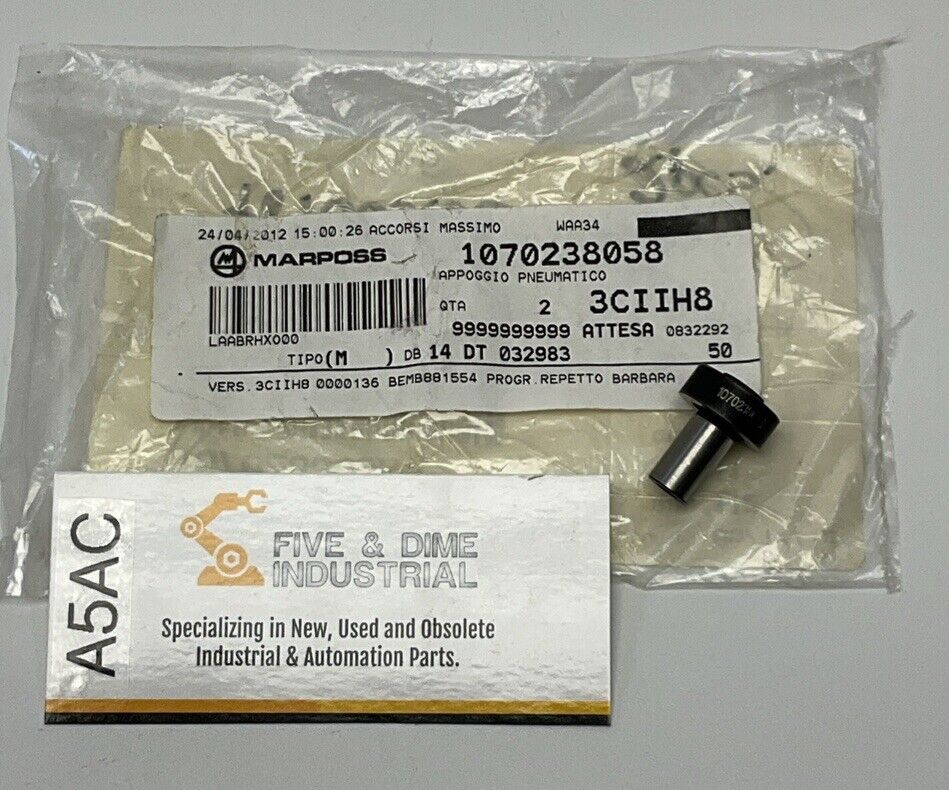 24/04/2012 15:00:26 ACCORSI MASSIMO WAA34
MARPOSS
1070238058
APPOGGIO PNEUMATICO
QTA 2 3CIIH8
LAABRHX000
9999999999 ATTESA 0832292
TIPO(M ) DB 14 DT 032983 50
VERS. 3CIIH8 0000136 BEMB881554 PROGR.REPETTO BARBARA
A5AC
FIVE & DIME
INDUSTRIAL
Specializing in New, Used and Obsolete
Industrial & Automation Parts.